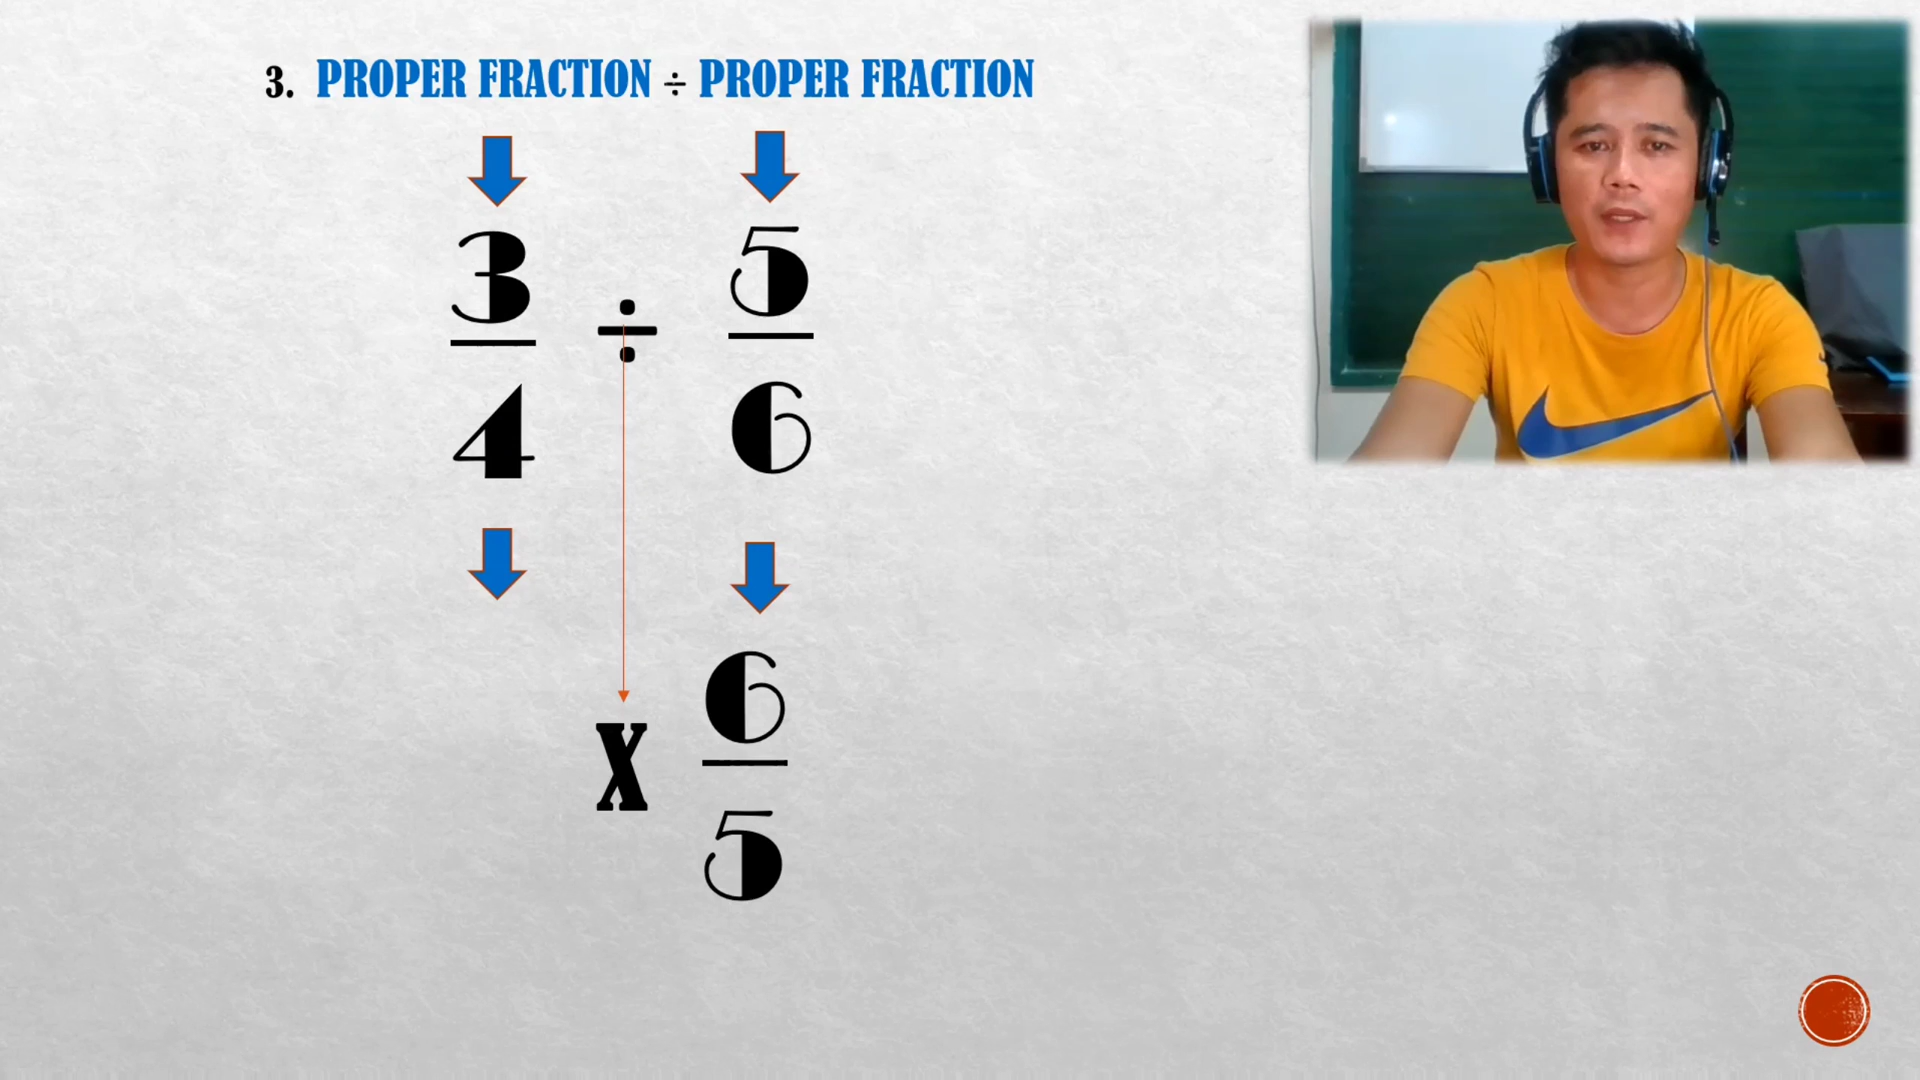 3. PROPER FRACTION ÷ PROPER FRACTION
3/4 ÷ 5/6
X 6/5